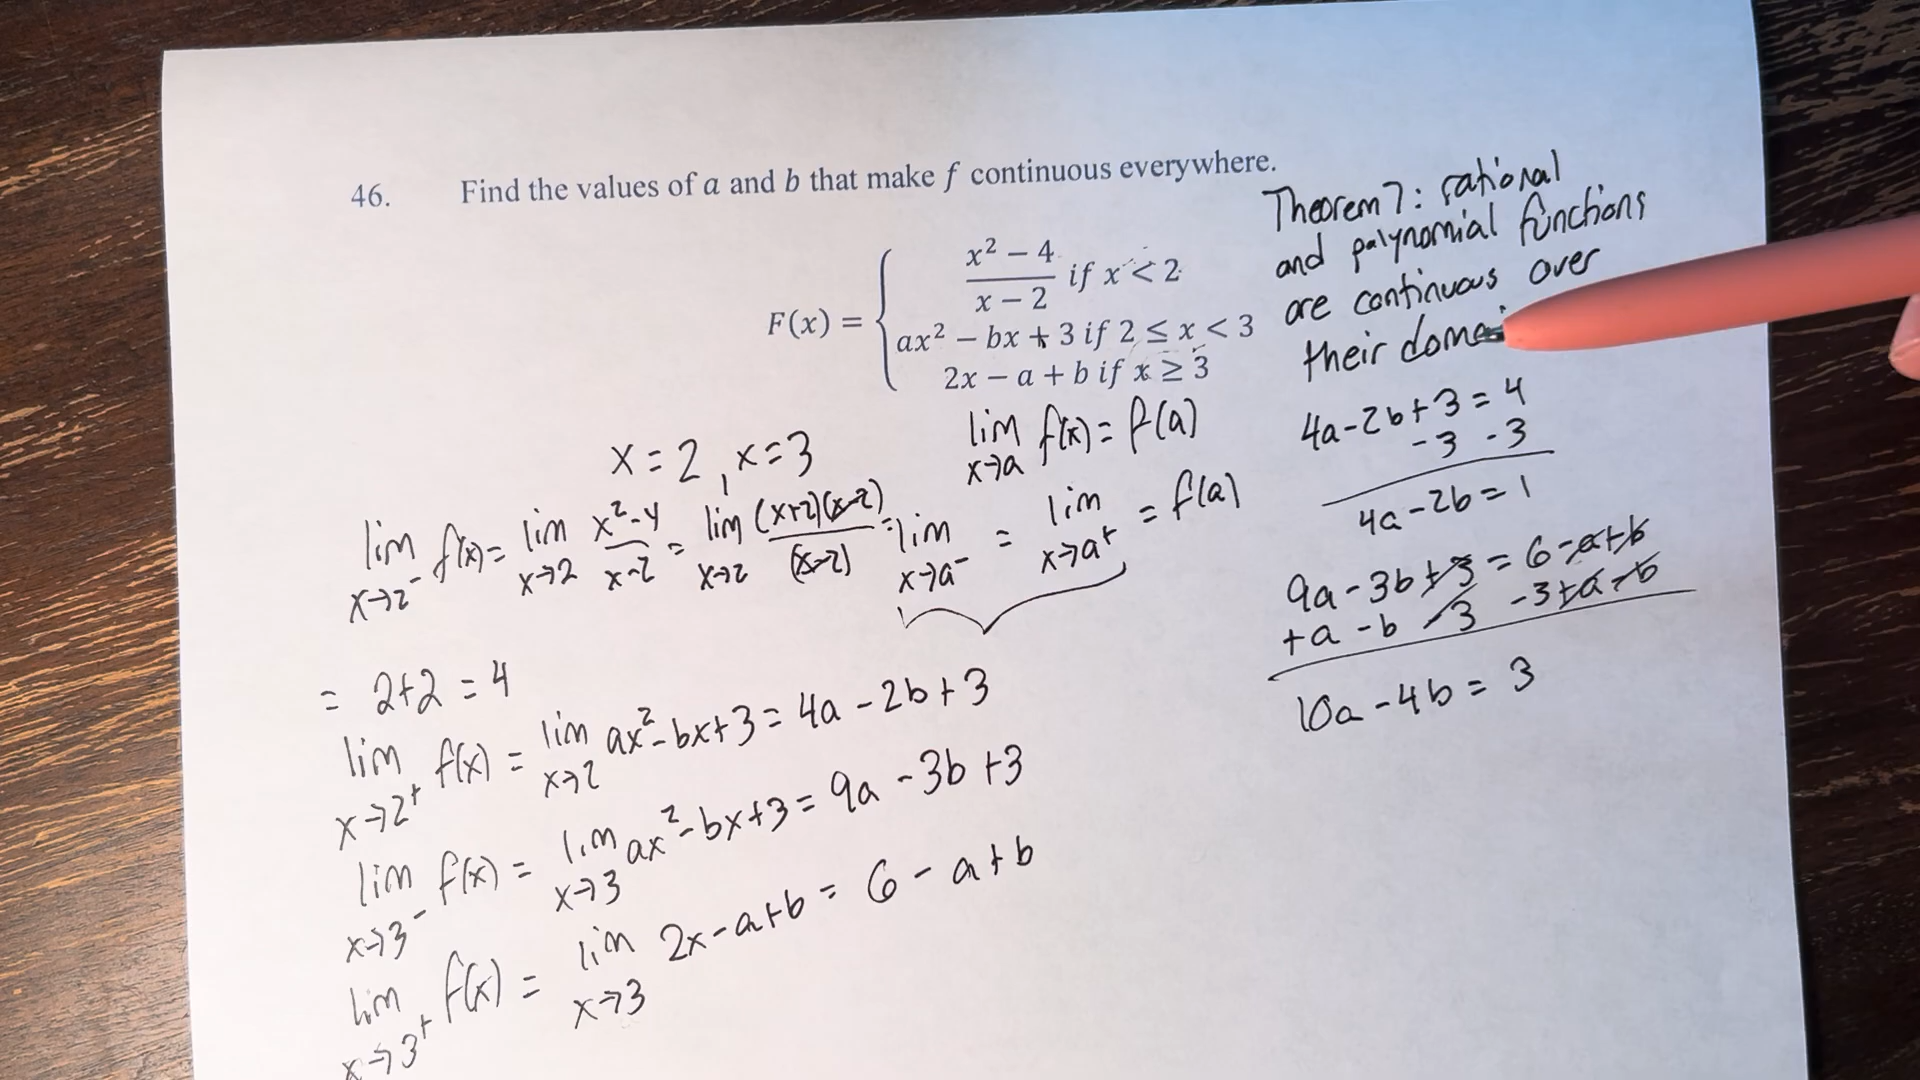 46. Find the values of a and b that make f continuous everywhere.
x² − 4
x − 2
if x < 2
F(x) =
ax² − bx + 3 if 2 ≤ x < 3
2x − a + b if x ≥ 3
Theorem 7: rational
and polynomial functions
are continuous over
their
x = 2, x = 3
lim f(x) = f(a)
x→a
lim f(x) = lim x²-4 = lim (x+2)(x-2) =
x→2⁻ x→2 x-2 x→2 (x-2)
lim = lim = f(a)
x→a⁻ x→a⁺
= 2+2 = 4
lim f(x) = lim ax²-bx+3 = 4a - 2b + 3
x→2⁺ x→2
lim f(x) = lim ax²-bx+3 = 9a - 3b + 3
x→3⁻ x→3
lim f(x) = lim 2x-a+b = 6 - a + b
x→3⁺ x→3
4a-2b+3 = 4
-3 -3
4a-2b = 1
9a-3b+3 = 6-a+b
+a -b -3 -3+a-b
10a-4b = 3